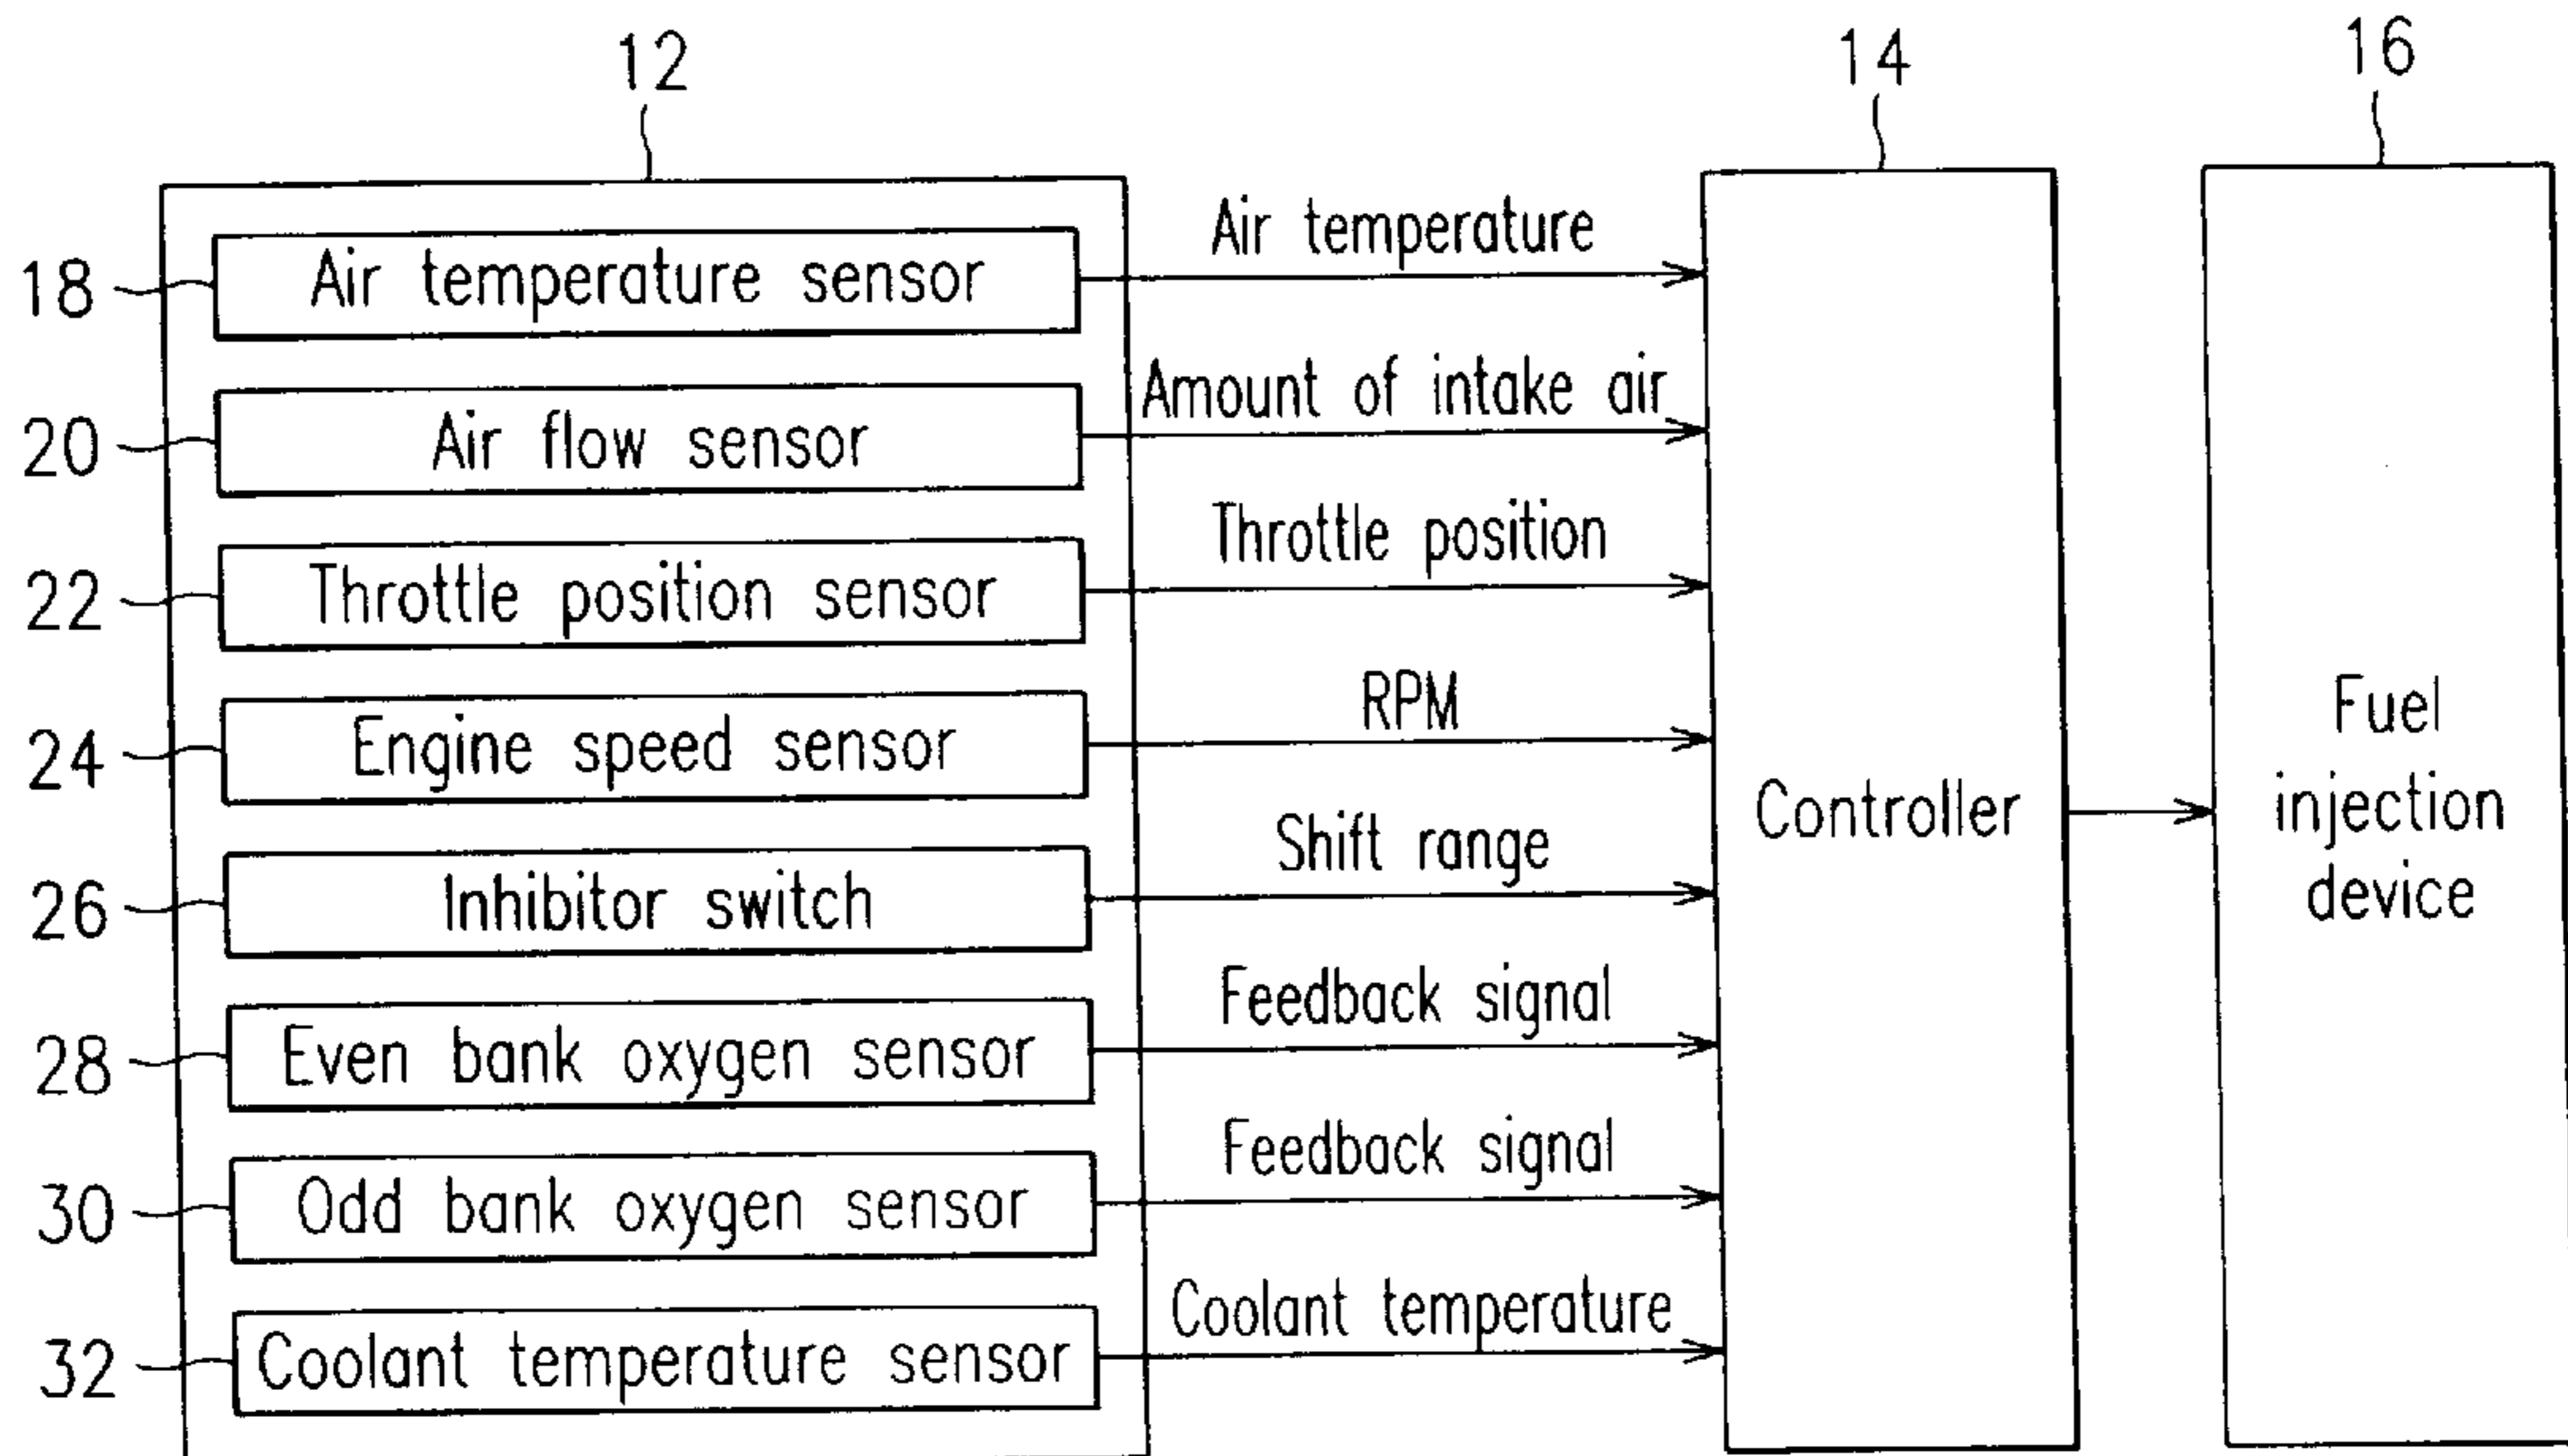 12
14
16
18
Air temperature sensor
Air temperature
20
Air flow sensor
Amount of intake air
22
Throttle position sensor
Throttle position
24
Engine speed sensor
RPM
26
Inhibitor switch
Shift range
28
Even bank oxygen sensor
Feedback signal
30
Odd bank oxygen sensor
Feedback signal
32
Coolant temperature sensor
Coolant temperature
Controller
Fuel
injection
device